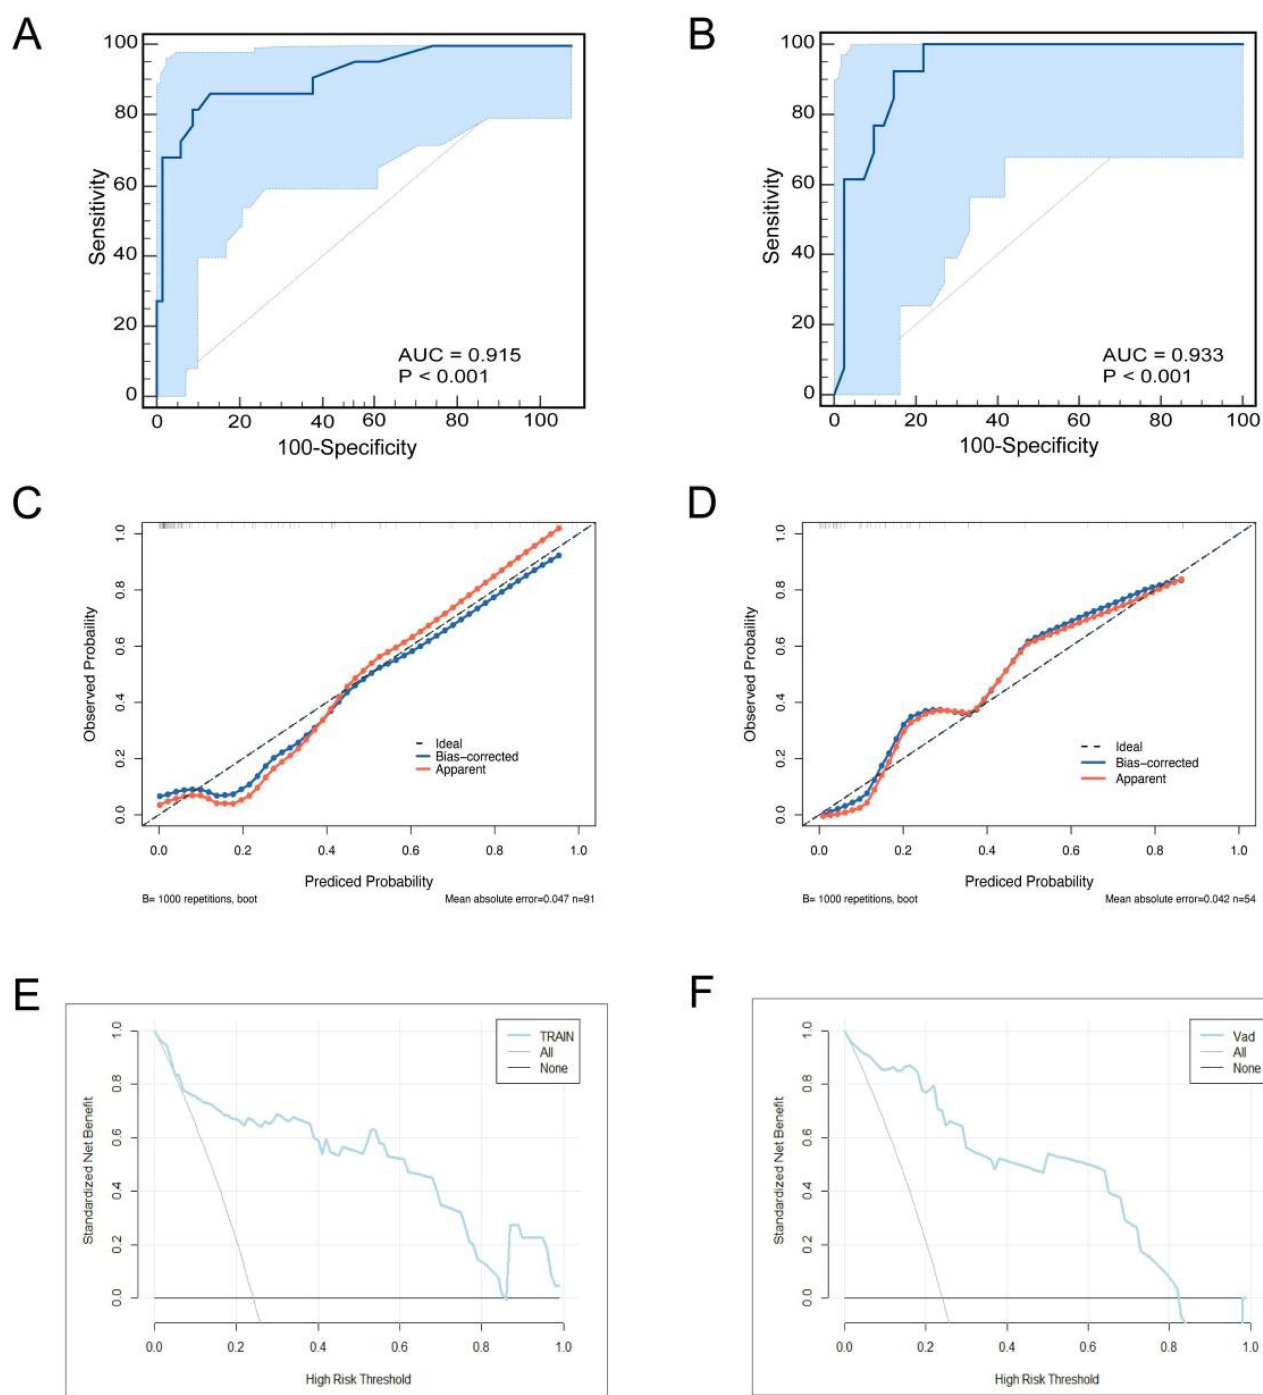 A
100
80
60
40
20
0
Sensitivity
AUC = 0.915
P < 0.001
0 20 40 60 80 100
100-Specificity
B
100
80
60
40
20
0
Sensitivity
AUC = 0.933
P < 0.001
0 20 40 60 80 100
100-Specificity
C
1.0
0.8
0.6
0.4
0.2
0.0
Observed Probaility
Ideal
Bias-corrected
Apparent
0.0 0.2 0.4 0.6 0.8 1.0
Prediced Probability
B= 1000 repetitions, boot Mean absolute error=0.047 n=91
D
1.0
0.8
0.6
0.4
0.2
0.0
Observed Probaility
Ideal
Bias-corrected
Apparent
0.0 0.2 0.4 0.6 0.8 1.0
Prediced Probability
B= 1000 repetitions, boot Mean absolute error=0.042 n=54
E
1.0
0.8
0.6
0.4
0.2
0.0
Standardized Net Benefit
TRAIN
All
None
0.0 0.2 0.4 0.6 0.8 1.0
High Risk Threshold
F
1.0
0.8
0.6
0.4
0.2
0.0
Standardized Net Benefit
Vad
All
None
0.0 0.2 0.4 0.6 0.8 1.0
High Risk Threshold